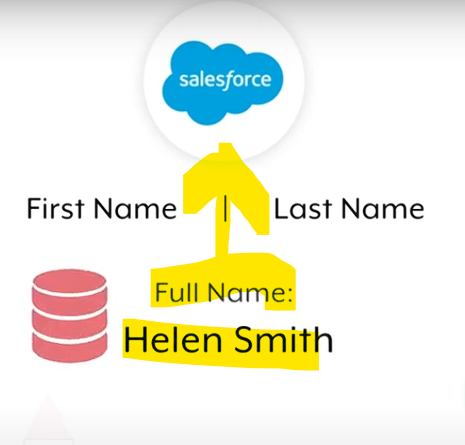 salesforce
First Name | Last Name
Full Name:
Helen Smith